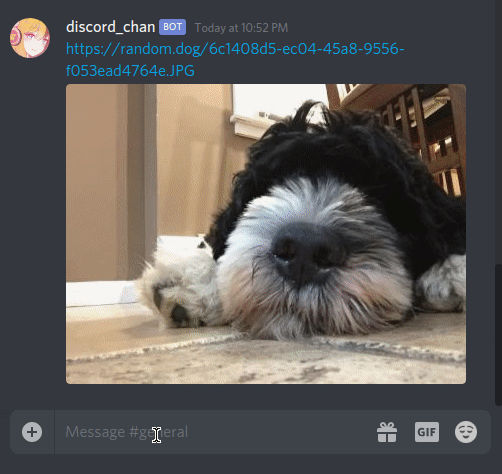 discord_chan BOT Today at 10:52 PM
https://random.dog/6c1408d5-ec04-45a8-9556-
f053ead4764e.JPG
Message #general
GIF